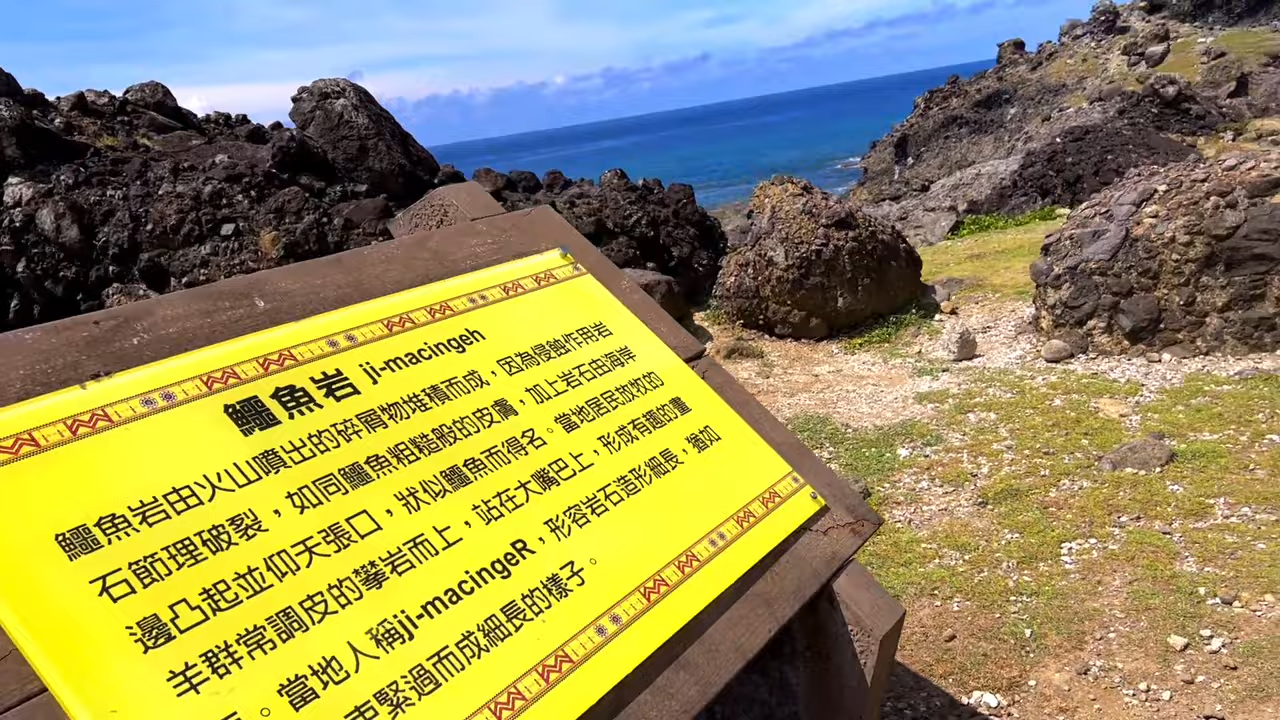 鱷魚岩 ji-macingeh
鱷魚岩由火山噴出的碎屑物堆積而成，因為侵蝕作用岩
石節理破裂，如同鱷魚粗糙般的皮膚，加上岩石由海岸
邊凸起並仰天張口，狀似鱷魚而得名。當地居民放牧的
羊群常調皮的攀岩而上，站在大嘴巴上，形成有趣的畫
面。當地人稱ji-macingeR，形容岩石造形細長，猶如
束緊過而成細長的樣子。